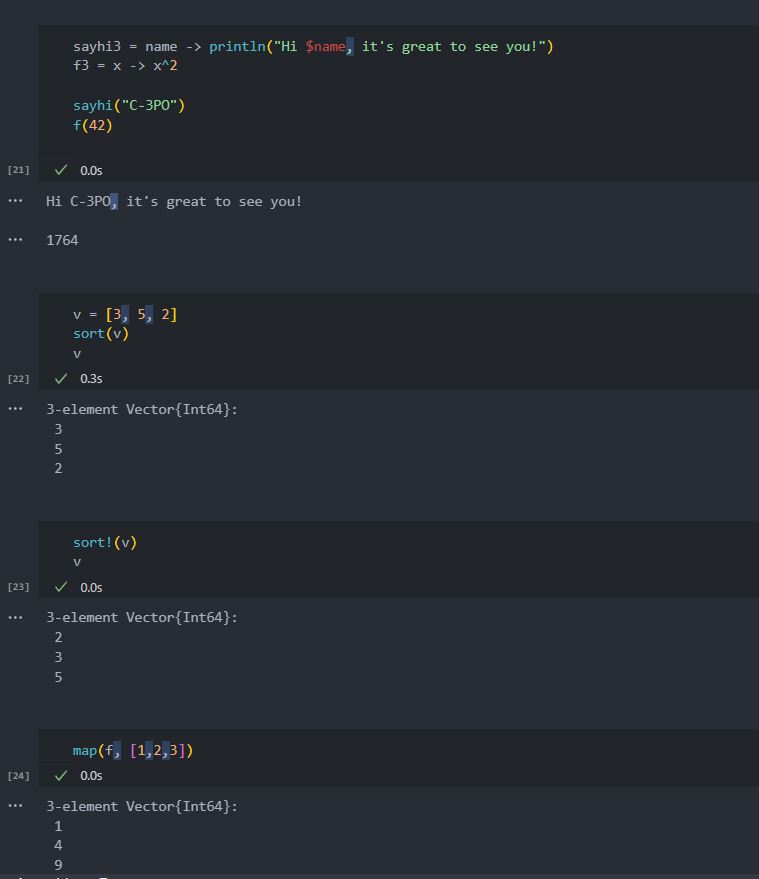 sayhi3 = name -> println("Hi $name, it's great to see you!")
f3 = x -> x^2
sayhi("C-3PO")
f(42)
[21] 0.0s
... Hi C-3PO, it's great to see you!
... 1764
v = [3, 5, 2]
sort(v)
v
[22] 0.3s
... 3-element Vector{Int64}:
3
5
2
sort!(v)
v
[23] 0.0s
... 3-element Vector{Int64}:
2
3
5
map(f, [1,2,3])
[24] 0.0s
... 3-element Vector{Int64}:
1
4
9